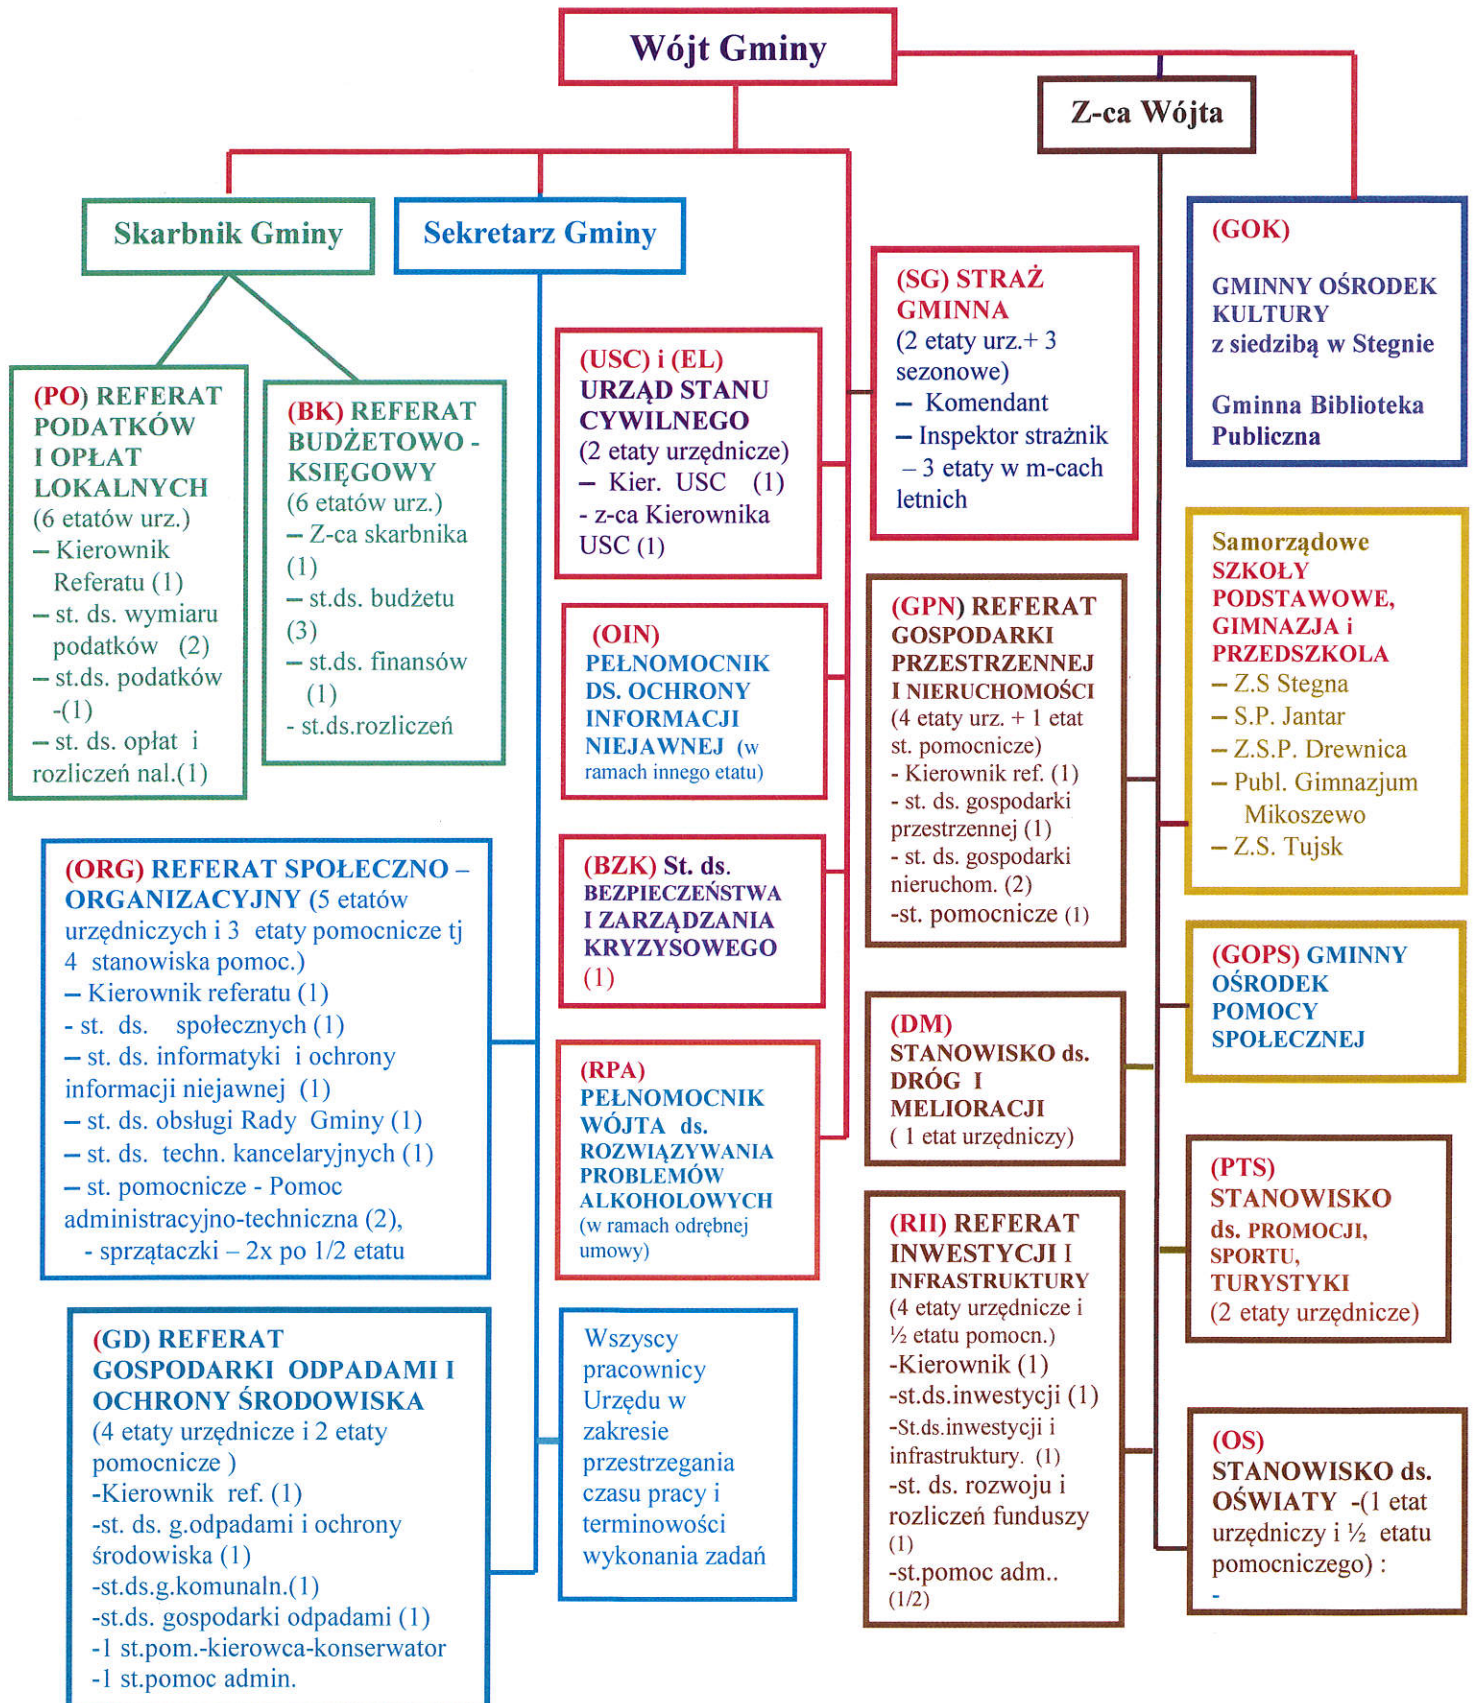 Wójt Gminy
Z-ca Wójta
Skarbnik Gminy
Sekretarz Gminy
(PO) REFERAT
PODATKÓW
I OPŁAT
LOKALNYCH
(6 etatów urz.)
– Kierownik
Referatu (1)
– st. ds. wymiaru
podatków (2)
– st.ds. podatków
-(1)
– st. ds. opłat i
rozliczeń nal.(1)
(BK) REFERAT
BUDŻETOWO -
KSIĘGOWY
(6 etatów urz.)
– Z-ca skarbnika
(1)
– st.ds. budżetu
(3)
– st.ds. finansów
(1)
- st.ds.rozliczeń
(ORG) REFERAT SPOŁECZNO –
ORGANIZACYJNY (5 etatów
urzędniczych i 3 etaty pomocnicze tj
4 stanowiska pomoc.)
– Kierownik referatu (1)
- st. ds. społecznych (1)
– st. ds. informatyki i ochrony
informacji niejawnej (1)
– st. ds. obsługi Rady Gminy (1)
– st. ds. techn. kancelaryjnych (1)
– st. pomocnicze - Pomoc
administracyjno-techniczna (2),
- sprzątaczki – 2x po 1/2 etatu
(GD) REFERAT
GOSPODARKI ODPADAMI I
OCHRONY ŚRODOWISKA
(4 etaty urzędnicze i 2 etaty
pomocnicze )
-Kierownik ref. (1)
-st. ds. g.odpadami i ochrony
środowiska (1)
-st.ds.g.komunaln.(1)
-st.ds. gospodarki odpadami (1)
-1 st.pom.-kierowca-konserwator
-1 st.pomoc admin.
(USC) i (EL)
URZĄD STANU
CYWILNEGO
(2 etaty urzędnicze)
– Kier. USC (1)
- z-ca Kierownika
USC (1)
(OIN)
PEŁNOMOCNIK
DS. OCHRONY
INFORMACJI
NIEJAWNEJ (w
ramach innego etatu)
(BZK) St. ds.
BEZPIECZEŃSTWA
I ZARZĄDZANIA
KRYZYSOWEGO
(1)
(RPA)
PEŁNOMOCNIK
WÓJTA ds.
ROZWIĄZYWANIA
PROBLEMÓW
ALKOHOLOWYCH
(w ramach odrębnej
umowy)
Wszyscy
pracownicy
Urzędu w
zakresie
przestrzegania
czasu pracy i
terminowości
wykonania zadań
(SG) STRAŻ
GMINNA
(2 etaty urz.+ 3
sezonowe)
– Komendant
– Inspektor strażnik
– 3 etaty w m-cach
letnich
(GPN) REFERAT
GOSPODARKI
PRZESTRZENNEJ
I NIERUCHOMOŚCI
(4 etaty urz. + 1 etat
st. pomocnicze)
- Kierownik ref. (1)
- st. ds. gospodarki
przestrzennej (1)
- st. ds. gospodarki
nieruchom. (2)
-st. pomocnicze (1)
(DM)
STANOWISKO ds.
DRÓG I
MELIORACJI
( 1 etat urzędniczy)
(RII) REFERAT
INWESTYCJI I
INFRASTRUKTURY
(4 etaty urzędnicze i
½ etatu pomocn.)
-Kierownik (1)
-st.ds.inwestycji (1)
-St.ds.inwestycji i
infrastruktury. (1)
-st. ds. rozwoju i
rozliczeń funduszy
(1)
-st.pomoc adm..
(1/2)
(GOK)
GMINNY OŚRODEK
KULTURY
z siedzibą w Stegnie
Gminna Biblioteka
Publiczna
Samorządowe
SZKOŁY
PODSTAWOWE,
GIMNAZJA i
PRZEDSZKOLA
– Z.S Stegna
– S.P. Jantar
– Z.S.P. Drewnica
– Publ. Gimnazjum
Mikoszewo
– Z.S. Tujsk
(GOPS) GMINNY
OŚRODEK
POMOCY
SPOŁECZNEJ
(PTS)
STANOWISKO
ds. PROMOCJI,
SPORTU,
TURYSTYKI
(2 etaty urzędnicze)
(OS)
STANOWISKO ds.
OŚWIATY -(1 etat
urzędniczy i ½ etatu
pomocniczego) :
-